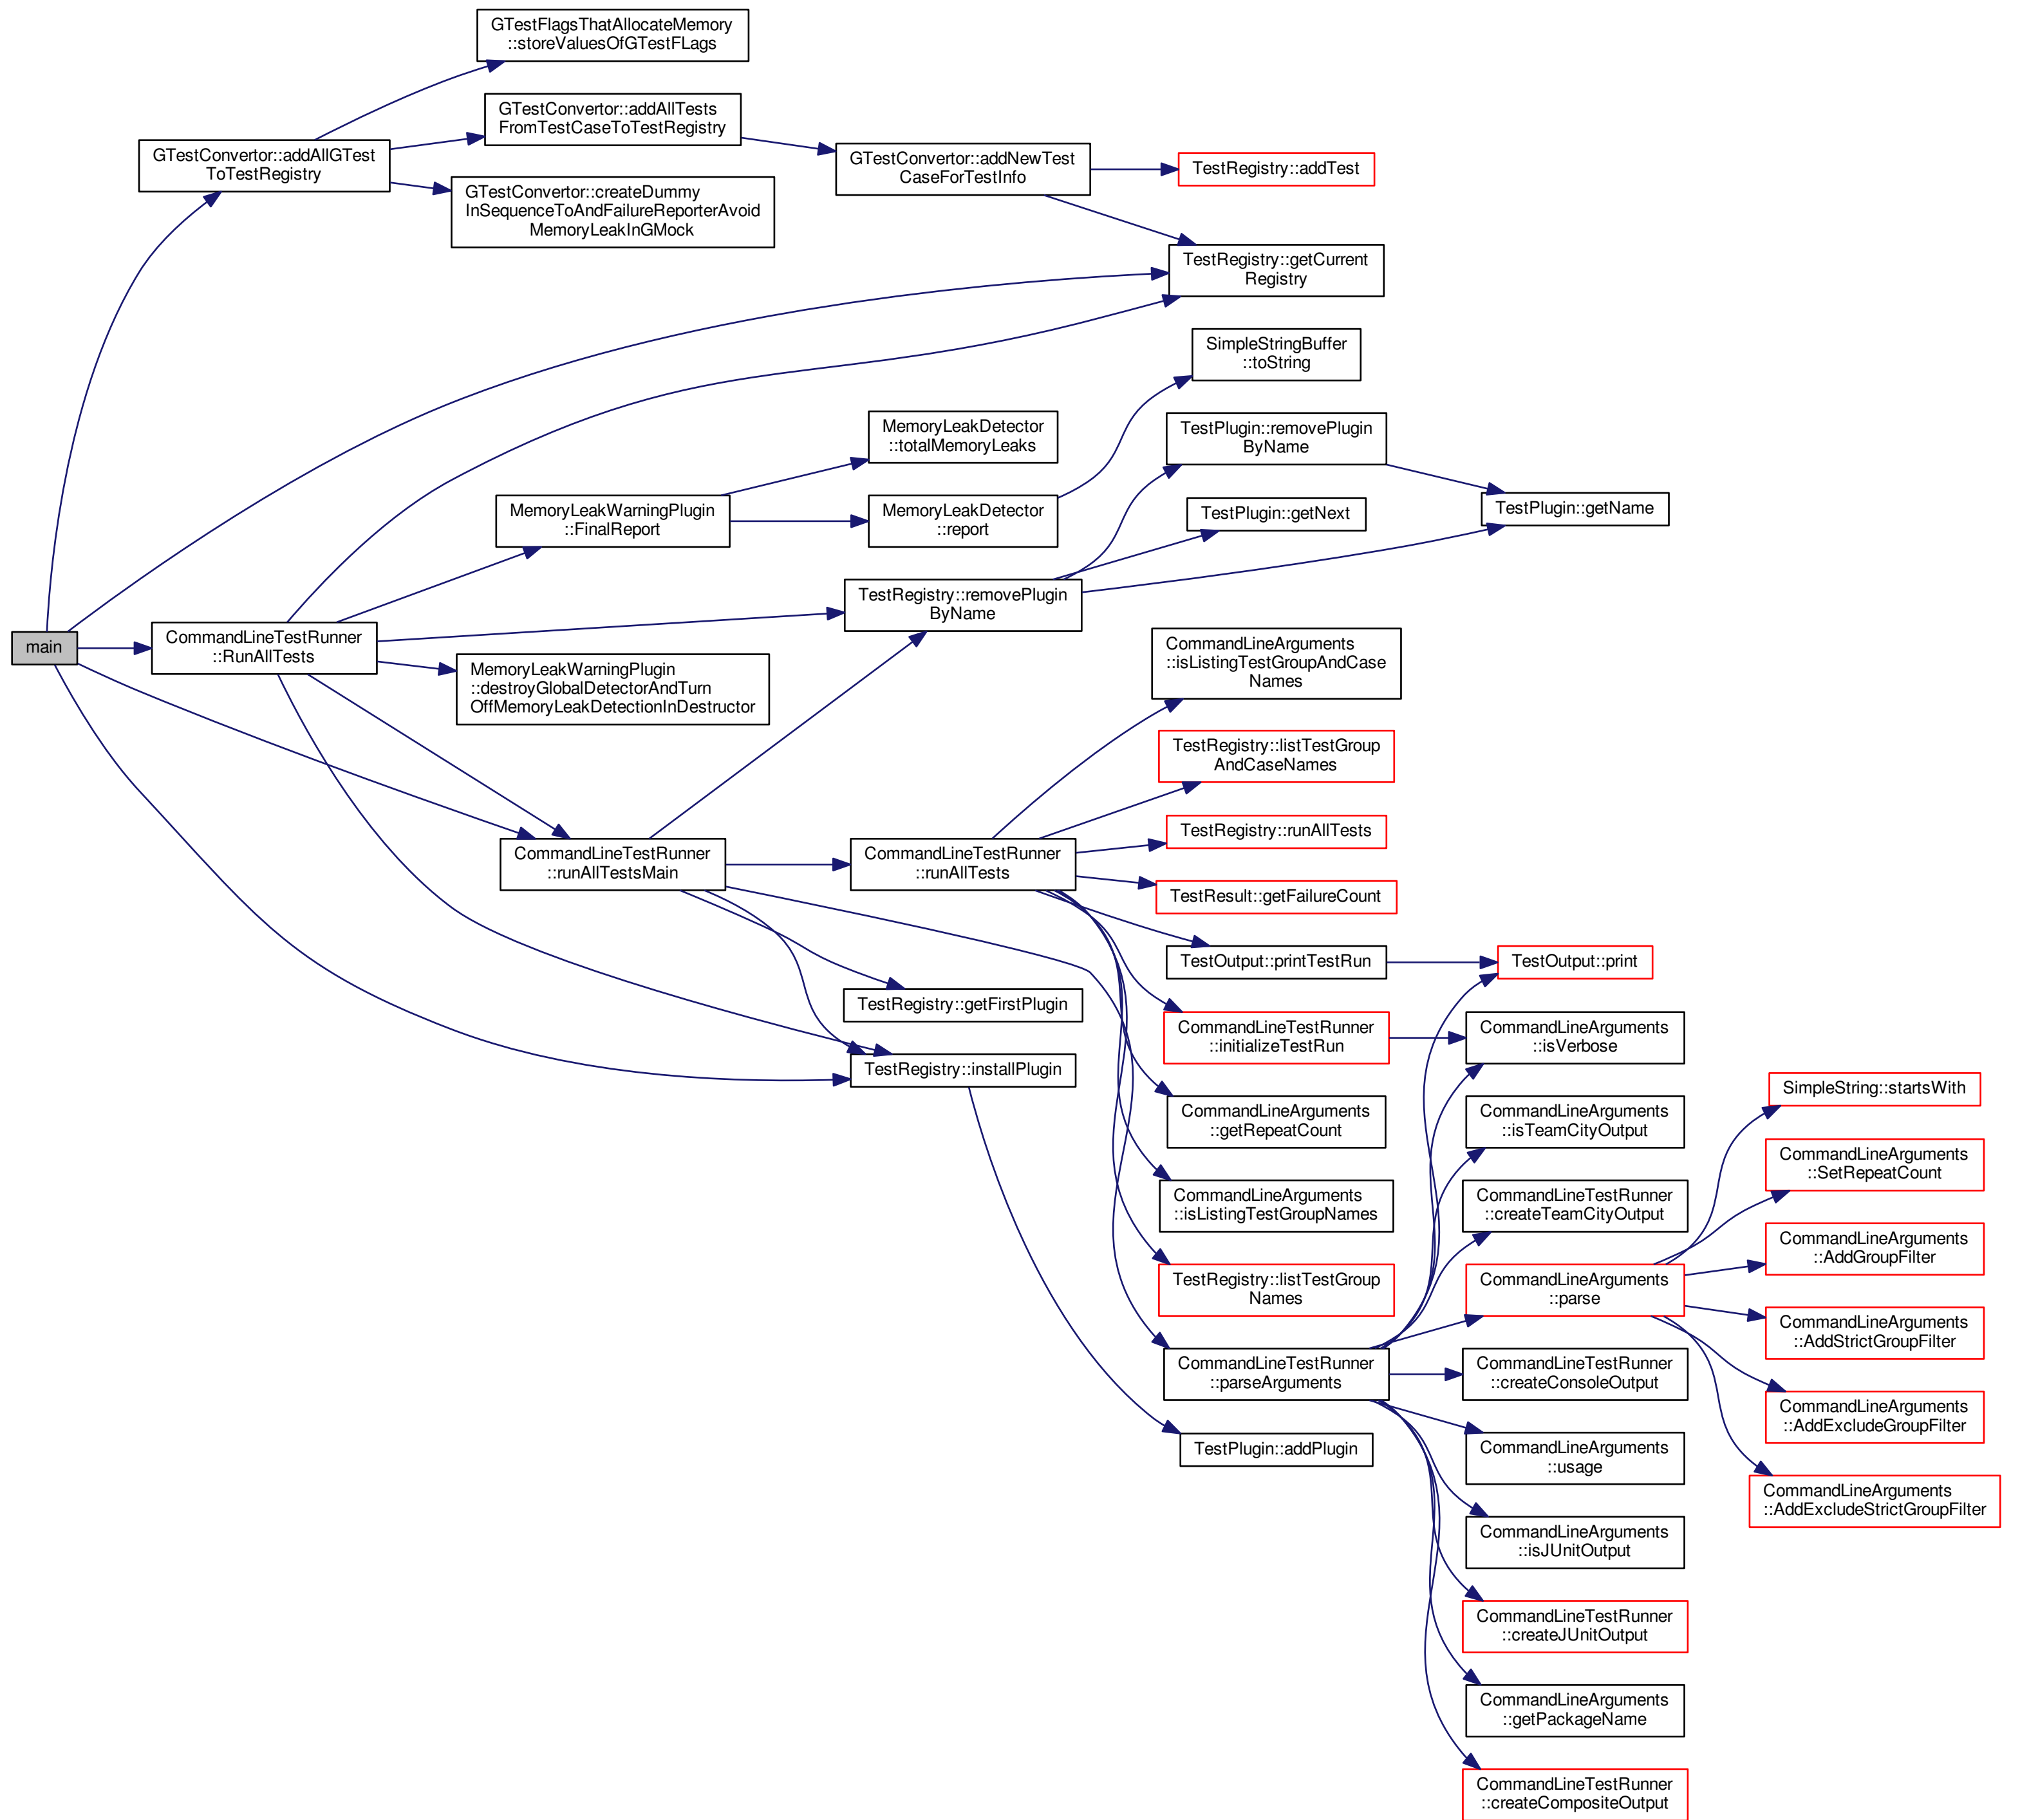 GTestFlagsThatAllocateMemory
::storeValuesOfGTestFLags
GTestConvertor::addAllTests
FromTestCaseToTestRegistry
GTestConvertor::addAllGTest
ToTestRegistry
GTestConvertor::addNewTest
CaseForTestInfo
TestRegistry::addTest
GTestConvertor::createDummy
InSequenceToAndFailureReporterAvoid
MemoryLeakInGMock
TestRegistry::getCurrent
Registry
SimpleStringBuffer
::toString
MemoryLeakDetector
::totalMemoryLeaks
TestPlugin::removePlugin
ByName
MemoryLeakWarningPlugin
::FinalReport
MemoryLeakDetector
::report
TestPlugin::getNext
TestPlugin::getName
TestRegistry::removePlugin
ByName
main
CommandLineTestRunner
::RunAllTests
MemoryLeakWarningPlugin
::destroyGlobalDetectorAndTurn
OffMemoryLeakDetectionInDestructor
CommandLineArguments
::isListingTestGroupAndCase
Names
TestRegistry::listTestGroup
AndCaseNames
TestRegistry::runAllTests
CommandLineTestRunner
::runAllTestsMain
CommandLineTestRunner
::runAllTests
TestResult::getFailureCount
TestOutput::printTestRun
TestOutput::print
TestRegistry::getFirstPlugin
CommandLineTestRunner
::initializeTestRun
CommandLineArguments
::isVerbose
TestRegistry::installPlugin
CommandLineArguments
::getRepeatCount
CommandLineArguments
::isTeamCityOutput
SimpleString::startsWith
CommandLineArguments
::SetRepeatCount
CommandLineArguments
::isListingTestGroupNames
CommandLineTestRunner
::createTeamCityOutput
CommandLineArguments
::AddGroupFilter
TestRegistry::listTestGroup
Names
CommandLineArguments
::parse
CommandLineArguments
::AddStrictGroupFilter
CommandLineTestRunner
::parseArguments
CommandLineTestRunner
::createConsoleOutput
CommandLineArguments
::AddExcludeGroupFilter
TestPlugin::addPlugin
CommandLineArguments
::usage
CommandLineArguments
::AddExcludeStrictGroupFilter
CommandLineArguments
::isJUnitOutput
CommandLineTestRunner
::createJUnitOutput
CommandLineArguments
::getPackageName
CommandLineTestRunner
::createCompositeOutput